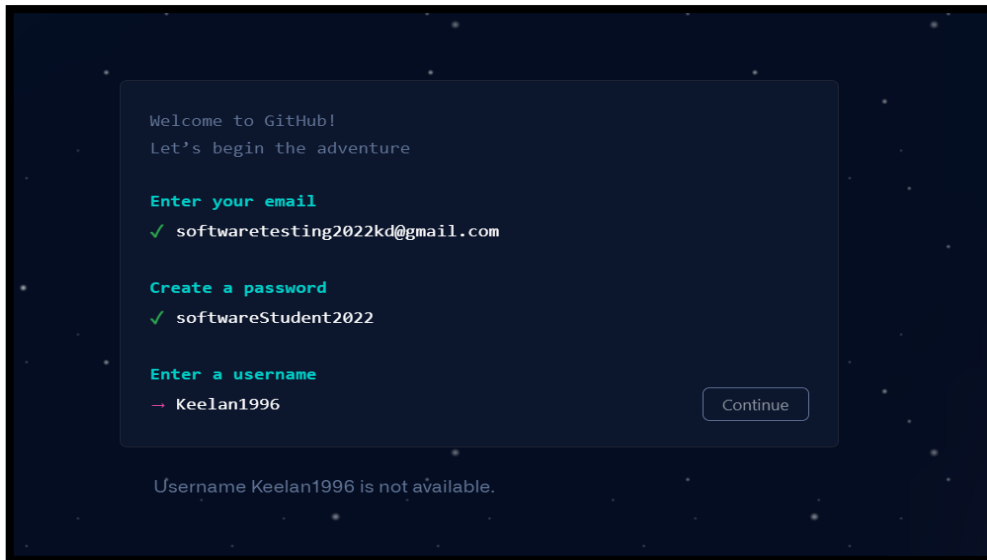 Welcome to GitHub!
Let’s begin the adventure
Enter your email
✓ softwaretesting2022kd@gmail.com
Create a password
✓ softwareStudent2022
Enter a username
→ Keelan1996
Continue
Username Keelan1996 is not available.